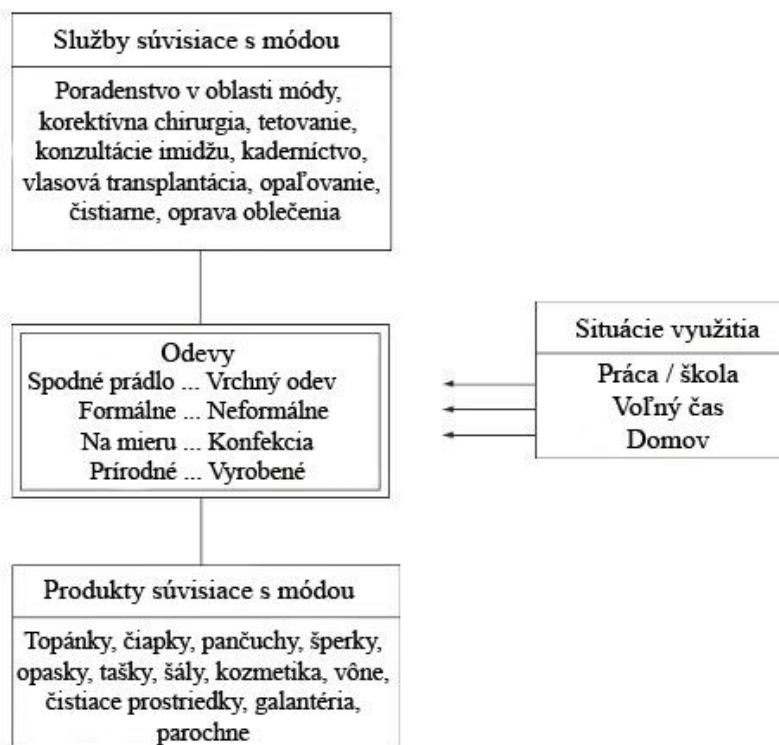 Služby súvisiace s módou
Poradenstvo v oblasti módy,
korektívna chirurgia, tetovanie,
konzultácie imidžu, kaderníctvo,
vlasová transplantácia, opaľovanie,
čistiarne, oprava oblečenia
Odevy
Spodné prádlo ... Vrchný odev
Formálne ... Neformálne
Na mieru ... Konfekcia
Prírodné ... Vyrobené
Situácie využitia
Práca / škola
Voľný čas
Domov
Produkty súvisiace s módou
Topánky, čiapky, pančuchy, šperky,
opasky, tašky, šály, kozmetika, vône,
čistiace prostriedky, galantéria,
parochne